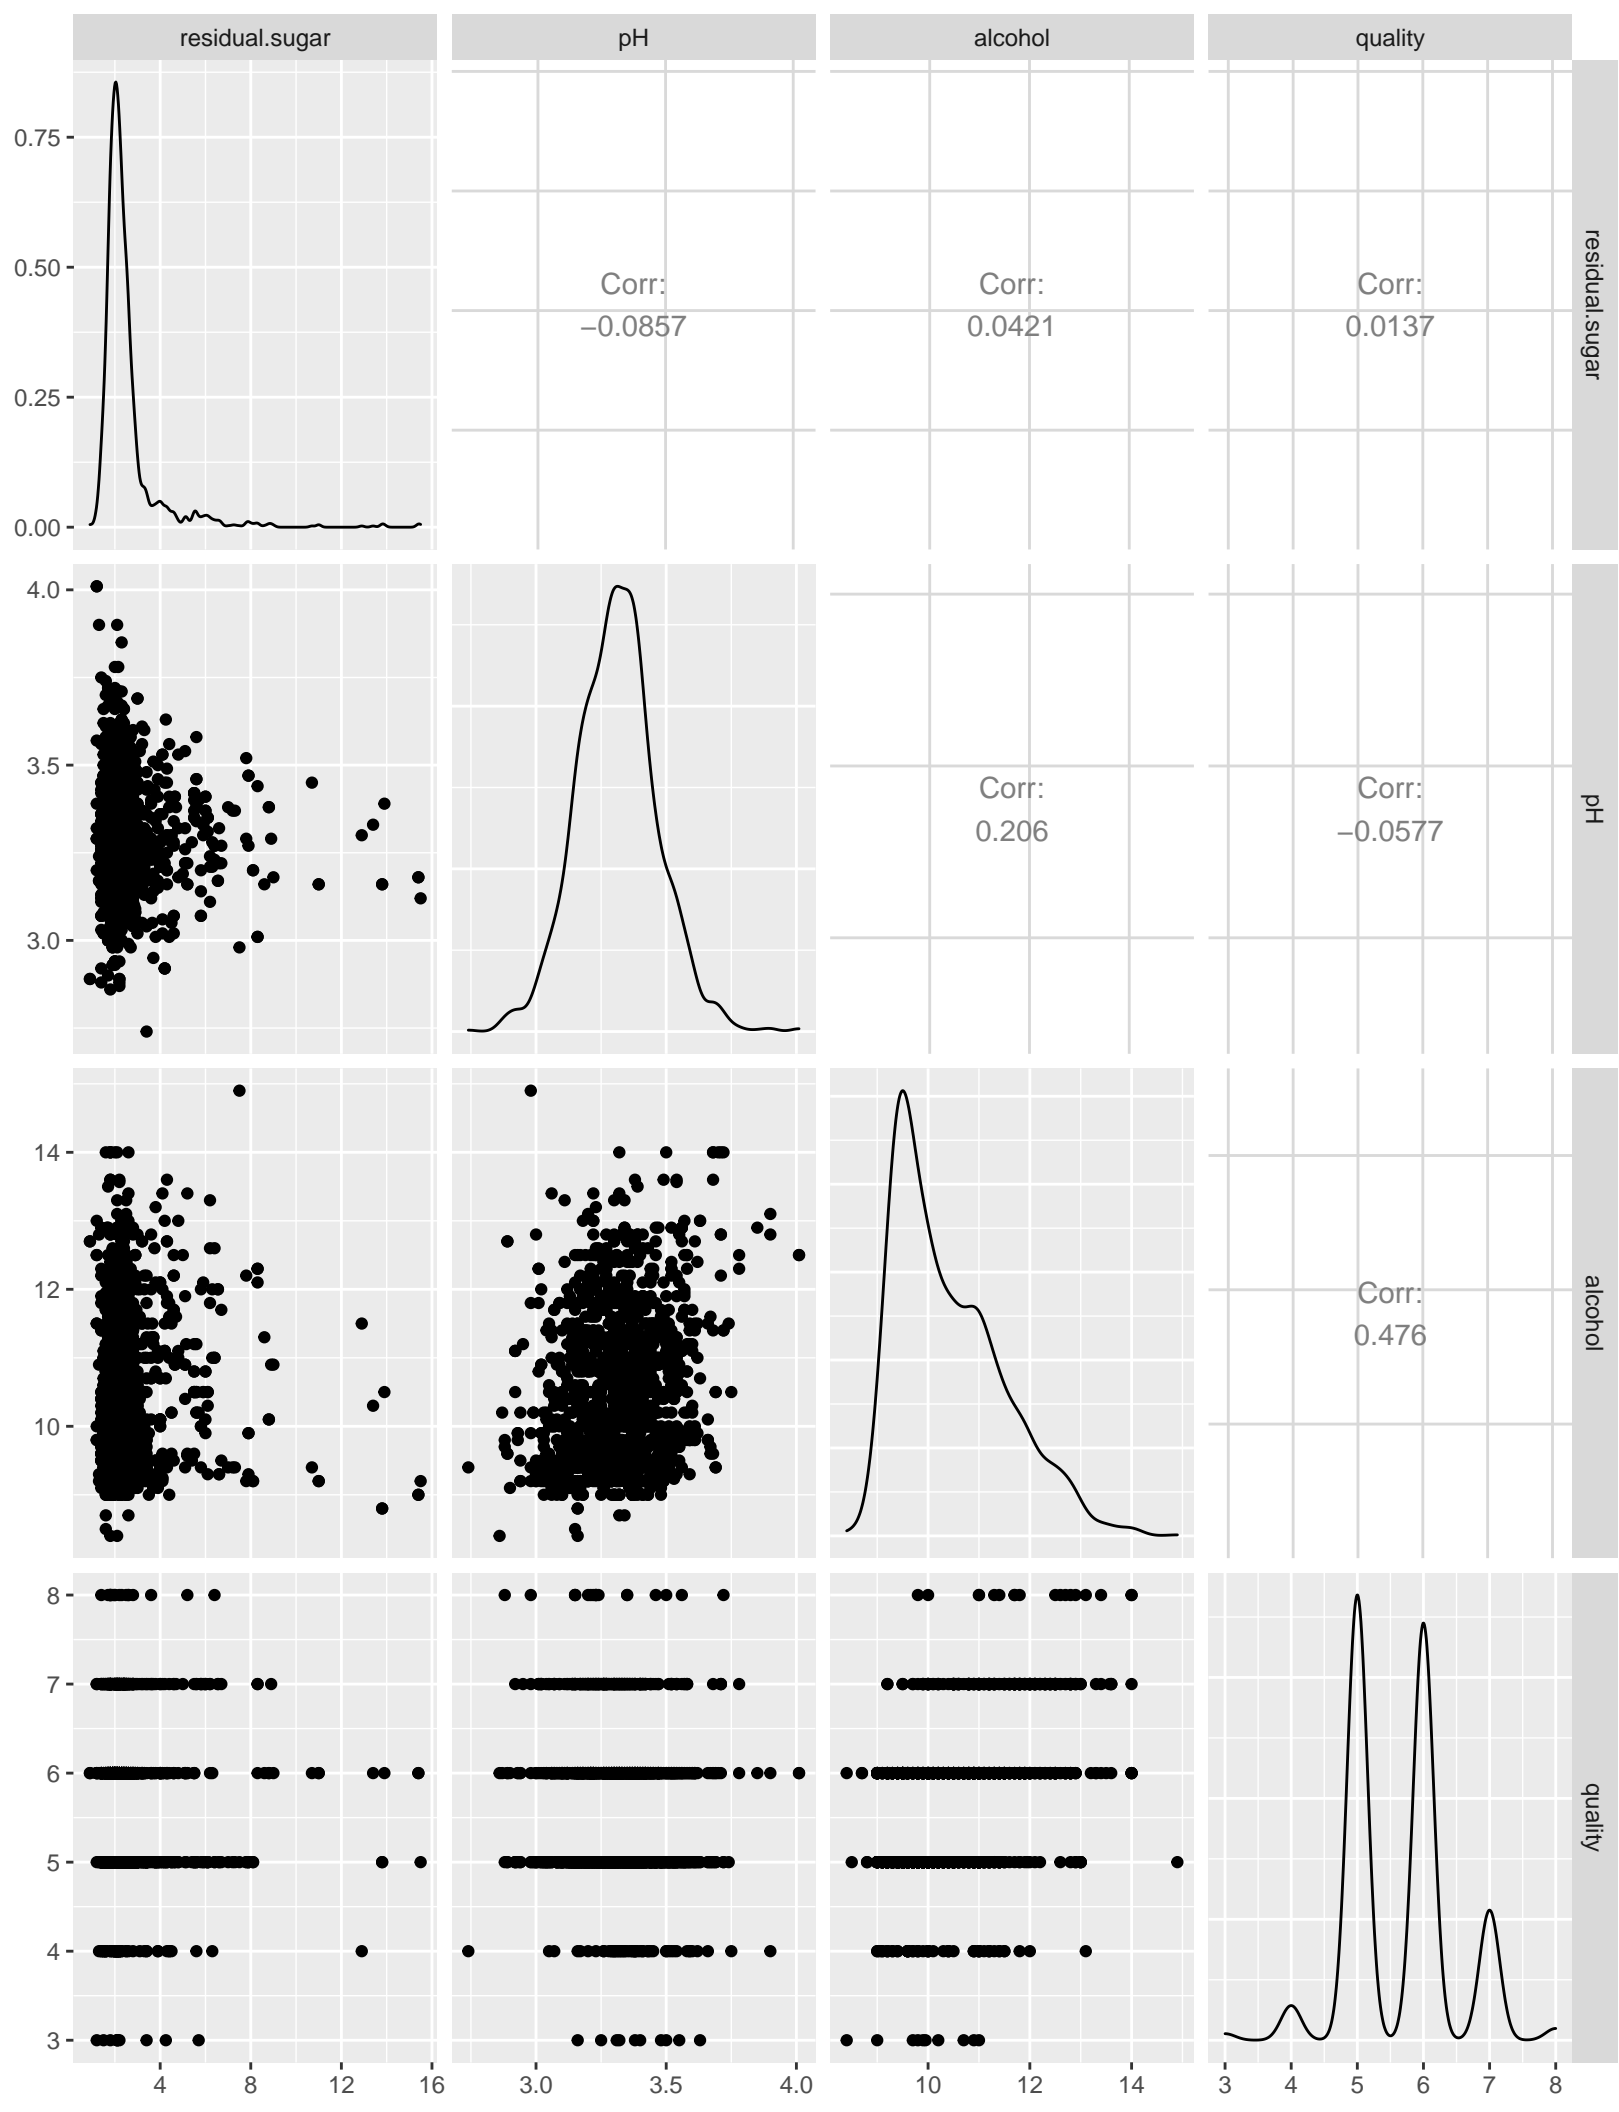 residual.sugar pH alcohol quality
0.75
0.50
0.25
0.00
Corr:
−0.0857
Corr:
0.0421
Corr:
0.0137
residual.sugar
4.0
3.5
3.0
Corr:
0.206
Corr:
−0.0577
pH
14
12
10
Corr:
0.476
alcohol
8
7
6
5
4
3
quality
4 8 12 16 3.0 3.5 4.0 10 12 14 3 4 5 6 7 8